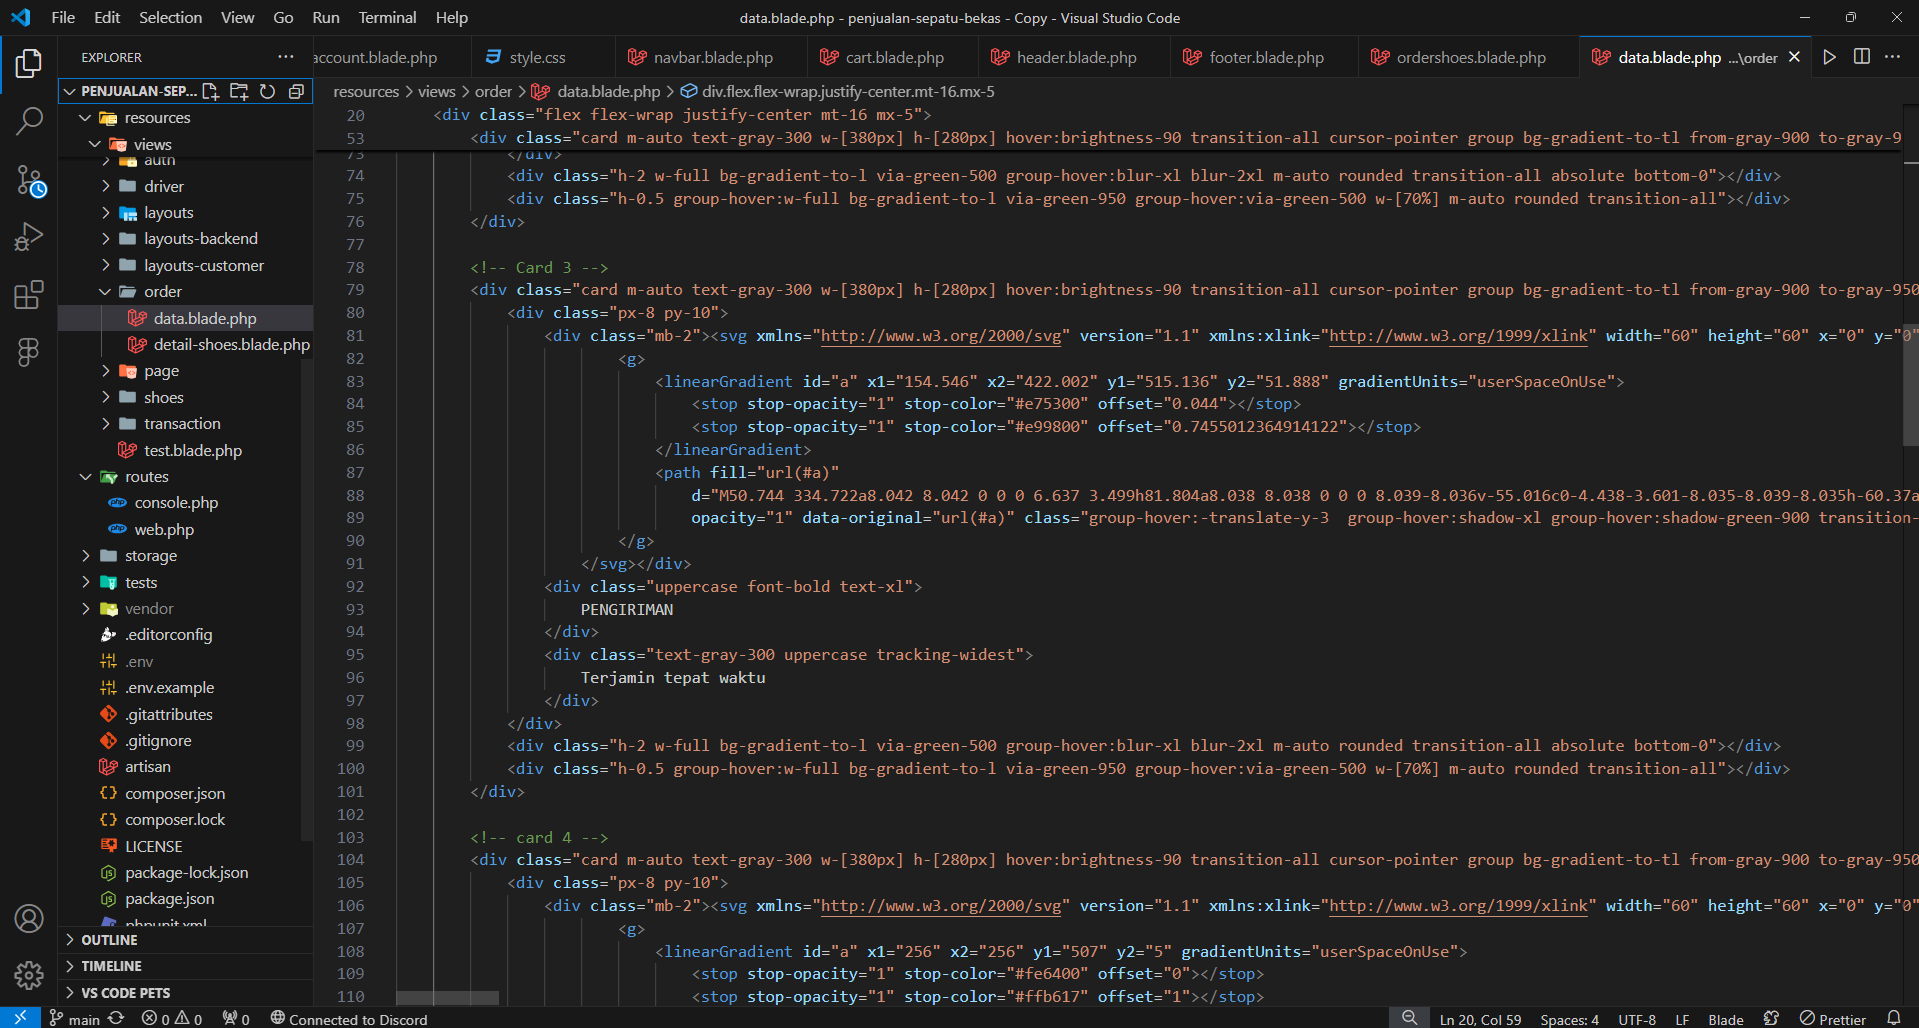 File Edit Selection View Go Run Terminal Help
data.blade.php - penjualan-sepatu-bekas - Copy - Visual Studio Code
EXPLORER
account.blade.php
style.css
navbar.blade.php
cart.blade.php
header.blade.php
footer.blade.php
ordershoes.blade.php
data.blade.php ...\order
PENJUALAN-SEP...
resources
views
auth
driver
layouts
layouts-backend
layouts-customer
order
data.blade.php
detail-shoes.blade.php
page
shoes
transaction
test.blade.php
routes
console.php
web.php
storage
tests
vendor
.editorconfig
.env
.env.example
.gitattributes
.gitignore
artisan
composer.json
composer.lock
LICENSE
package-lock.json
package.json
phpunit.xml
OUTLINE
TIMELINE
VS CODE PETS
resources > views > order > data.blade.php > div.flex.flex-wrap.justify-center.mt-16.mx-5
20 <div class="flex flex-wrap justify-center mt-16 mx-5">
53 <div class="card m-auto text-gray-300 w-[380px] h-[280px] hover:brightness-90 transition-all cursor-pointer group bg-gradient-to-tl from-gray-900 to-gray-9
73 </div>
74 <div class="h-2 w-full bg-gradient-to-l via-green-500 group-hover:blur-xl blur-2xl m-auto rounded transition-all absolute bottom-0"></div>
75 <div class="h-0.5 group-hover:w-full bg-gradient-to-l via-green-950 group-hover:via-green-500 w-[70%] m-auto rounded transition-all"></div>
76 </div>
77
78 <!-- Card 3 -->
79 <div class="card m-auto text-gray-300 w-[380px] h-[280px] hover:brightness-90 transition-all cursor-pointer group bg-gradient-to-tl from-gray-900 to-gray-950
80 <div class="px-8 py-10">
81 <div class="mb-2"><svg xmlns="http://www.w3.org/2000/svg" version="1.1" xmlns:xlink="http://www.w3.org/1999/xlink" width="60" height="60" x="0" y="0"
82 <g>
83 <linearGradient id="a" x1="154.546" x2="422.002" y1="515.136" y2="51.888" gradientUnits="userSpaceOnUse">
84 <stop stop-opacity="1" stop-color="#e75300" offset="0.044"></stop>
85 <stop stop-opacity="1" stop-color="#e99800" offset="0.7455012364914122"></stop>
86 </linearGradient>
87 <path fill="url(#a)"
88 d="M50.744 334.722a8.042 8.042 0 0 0 6.637 3.499h81.804a8.038 8.038 0 0 0 8.039-8.036v-55.016c0-4.438-3.601-8.035-8.039-8.035h-60.37a
89 opacity="1" data-original="url(#a)" class="group-hover:-translate-y-3  group-hover:shadow-xl group-hover:shadow-green-900 transition-
90 </g>
91 </svg></div>
92 <div class="uppercase font-bold text-xl">
93 PENGIRIMAN
94 </div>
95 <div class="text-gray-300 uppercase tracking-widest">
96 Terjamin tepat waktu
97 </div>
98 </div>
99 <div class="h-2 w-full bg-gradient-to-l via-green-500 group-hover:blur-xl blur-2xl m-auto rounded transition-all absolute bottom-0"></div>
100 <div class="h-0.5 group-hover:w-full bg-gradient-to-l via-green-950 group-hover:via-green-500 w-[70%] m-auto rounded transition-all"></div>
101 </div>
102
103 <!-- card 4 -->
104 <div class="card m-auto text-gray-300 w-[380px] h-[280px] hover:brightness-90 transition-all cursor-pointer group bg-gradient-to-tl from-gray-900 to-gray-950
105 <div class="px-8 py-10">
106 <div class="mb-2"><svg xmlns="http://www.w3.org/2000/svg" version="1.1" xmlns:xlink="http://www.w3.org/1999/xlink" width="60" height="60" x="0" y="0"
107 <g>
108 <linearGradient id="a" x1="256" x2="256" y1="507" y2="5" gradientUnits="userSpaceOnUse">
109 <stop stop-opacity="1" stop-color="#fe6400" offset="0"></stop>
110 <stop stop-opacity="1" stop-color="#ffb617" offset="1"></stop>
main 0 0 0 Connected to Discord Ln 20, Col 59 Spaces: 4 UTF-8 LF Blade Prettier